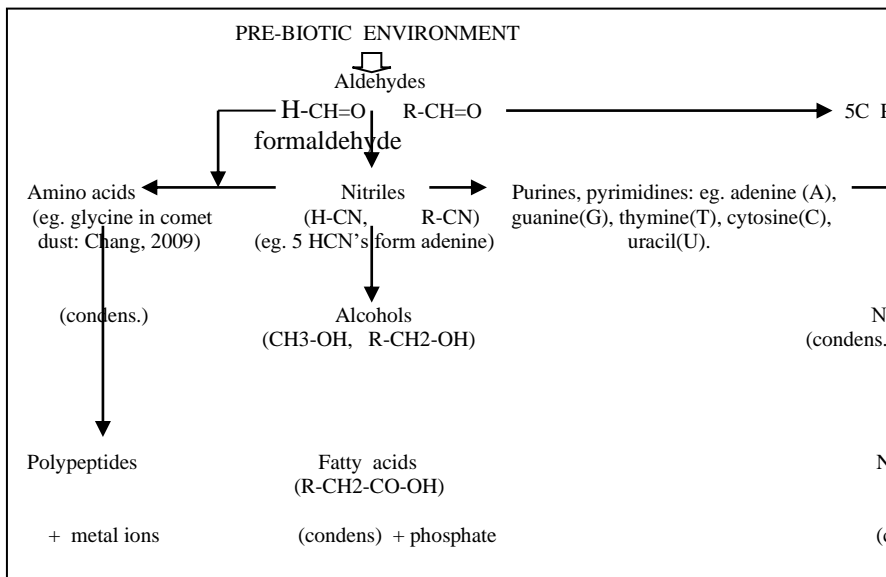 PRE-BIOTIC ENVIRONMENT
Aldehydes
H-CH=O R-CH=O 5C
formaldehyde
Amino acids Nitriles Purines, pyrimidines: eg. adenine (A),
(eg. glycine in comet (H-CN, R-CN) guanine(G), thymine(T), cytosine(C),
dust: Chang, 2009) (eg. 5 HCN's form adenine) uracil(U).
(condens.) Alcohols N
(CH3-OH, R-CH2-OH) (condens.
Polypeptides Fatty acids N
(R-CH2-CO-OH)
+ metal ions (condens) + phosphate (